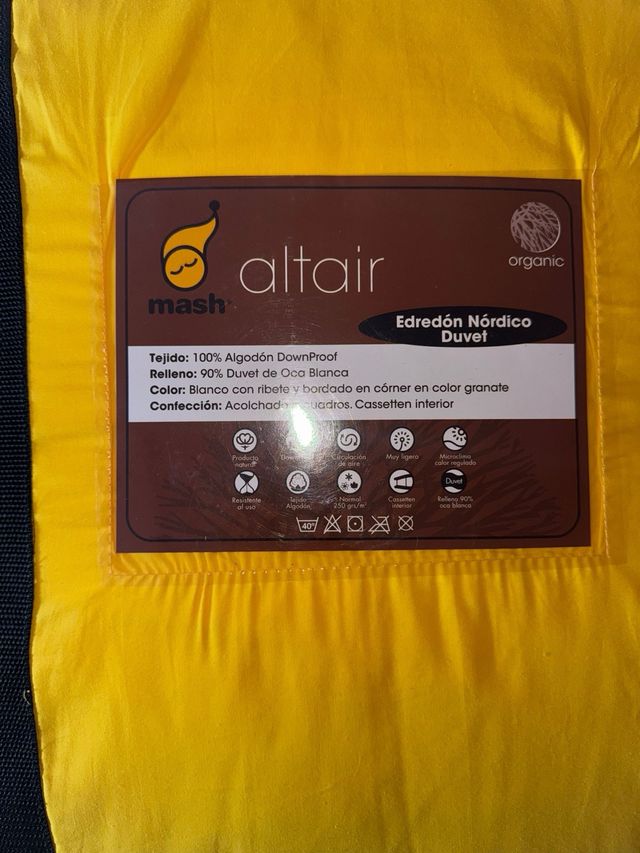 mash
altair
organic
Edredón Nórdico
Duvet
Tejido: 100% Algodón DownProof
Relleno: 90% Duvet de Oca Blanca
Color: Blanco con ribete y bordado en córner en color granate
Confección: Acolchado cuadros. Cassetten interior
Producto
natural
Circulación
de aire
Muy ligero
Microclima
color regulado
Resistente
al uso
Tejido
Algodón
Normal
250 grs/m²
Cassetten
interior
Duvet
Relleno 90%
oca blanca
40°